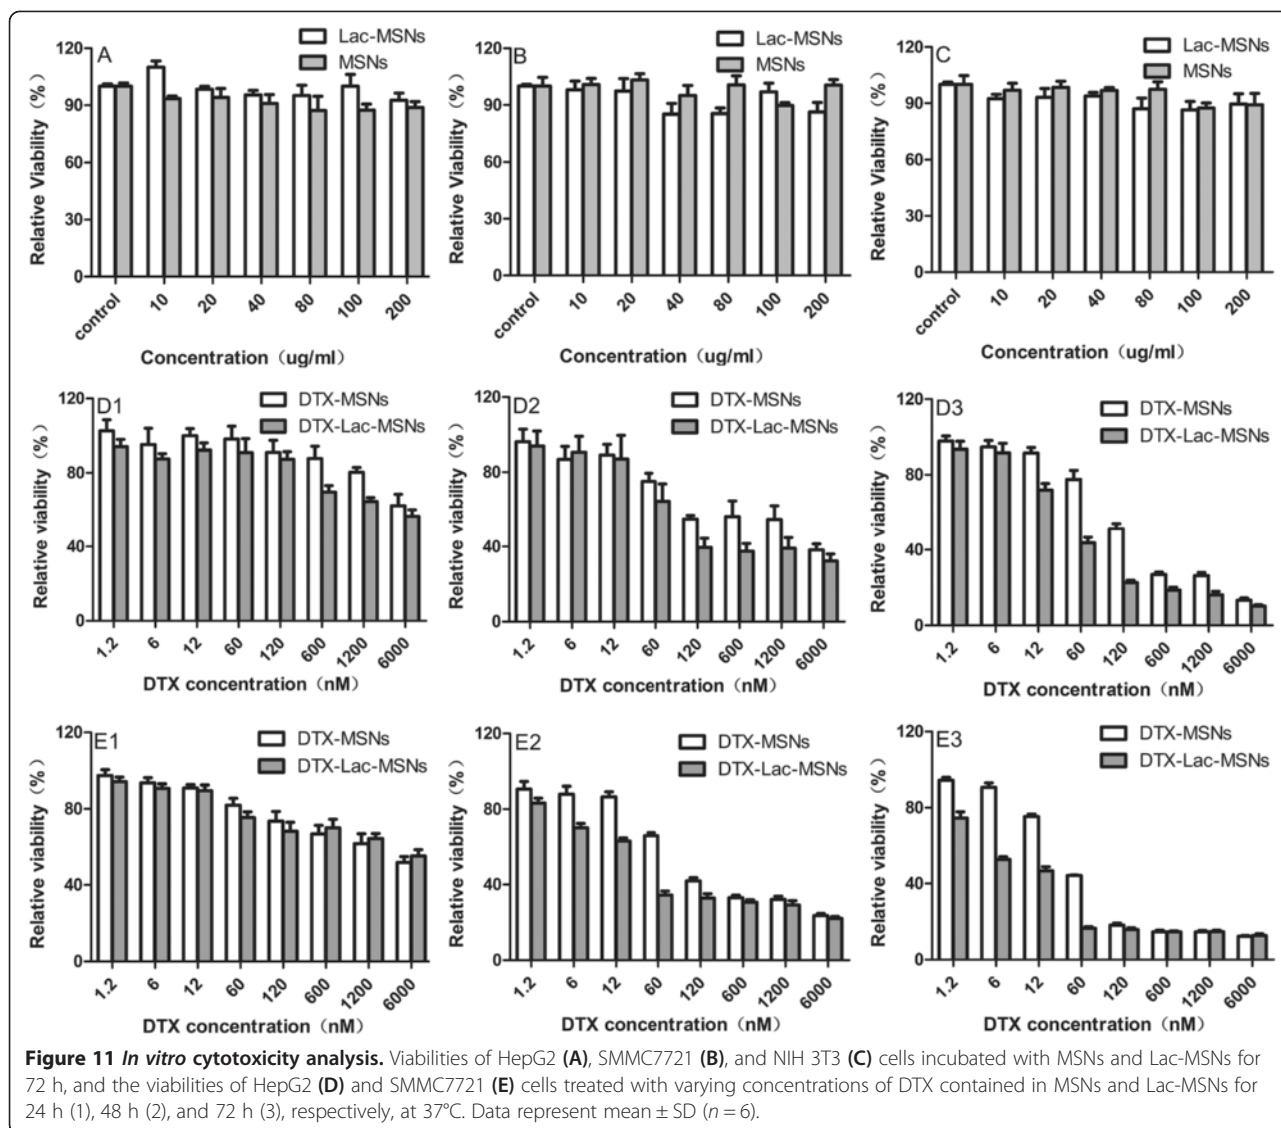 A
Lac-MSNs
MSNs
Relative Viability (%)
120
90
60
30
0
control 10 20 40 80 100 200
Concentration (ug/ml)
B
Lac-MSNs
MSNs
Relative Viability (%)
120
90
60
30
0
control 10 20 40 80 100 200
Concentration (ug/ml)
C
Lac-MSNs
MSNs
Relative Viability (%)
120
90
60
30
0
control 10 20 40 80 100 200
Concentration (ug/ml)
D1
DTX-MSNs
DTX-Lac-MSNs
Relative viability (%)
120
80
40
0
1.2 6 12 60 120 600 1200 6000
DTX concentration (nM)
D2
DTX-MSNs
DTX-Lac-MSNs
Relative viability (%)
120
80
40
0
1.2 6 12 60 120 600 1200 6000
DTX concentration (nM)
D3
DTX-MSNs
DTX-Lac-MSNs
Relative viability (%)
120
80
40
0
1.2 6 12 60 120 600 1200 6000
DTX concentration (nM)
E1
DTX-MSNs
DTX-Lac-MSNs
Relative viability (%)
120
80
40
0
1.2 6 12 60 120 600 1200 6000
DTX concentration (nM)
E2
DTX-MSNs
DTX-Lac-MSNs
Relative viability (%)
120
80
40
0
1.2 6 12 60 120 600 1200 6000
DTX concentration (nM)
E3
DTX-MSNs
DTX-Lac-MSNs
Relative viability (%)
120
80
40
0
1.2 6 12 60 120 600 1200 6000
DTX concentration (nM)
Figure 11 In vitro cytotoxicity analysis. Viabilities of HepG2 (A), SMMC7721 (B), and NIH 3T3 (C) cells incubated with MSNs and Lac-MSNs for
72 h, and the viabilities of HepG2 (D) and SMMC7721 (E) cells treated with varying concentrations of DTX contained in MSNs and Lac-MSNs for
24 h (1), 48 h (2), and 72 h (3), respectively, at 37°C. Data represent mean ± SD (n = 6).